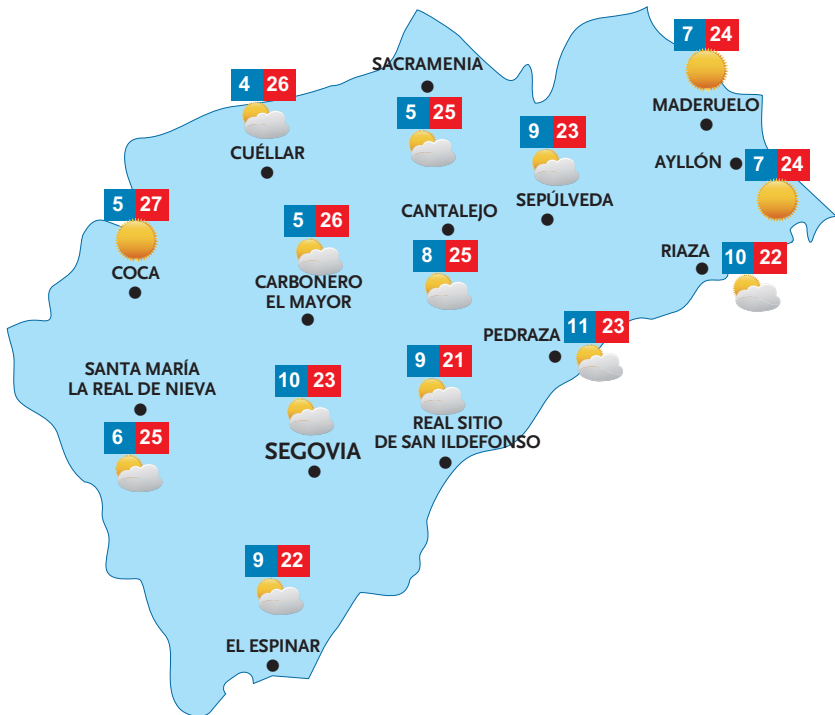 7 24
MADERUELO
SACRAMENIA
5 25
4 26
CUÉLLAR
9 23
SEPÚLVEDA
AYLLÓN
7 24
5 27
COCA
5 26
CARBONERO
EL MAYOR
CANTALEJO
8 25
RIAZA
10 22
PEDRAZA
11 23
SANTA MARÍA
LA REAL DE NIEVA
6 25
10 23
SEGOVIA
9 21
REAL SITIO
DE SAN ILDEFONSO
9 22
EL ESPINAR